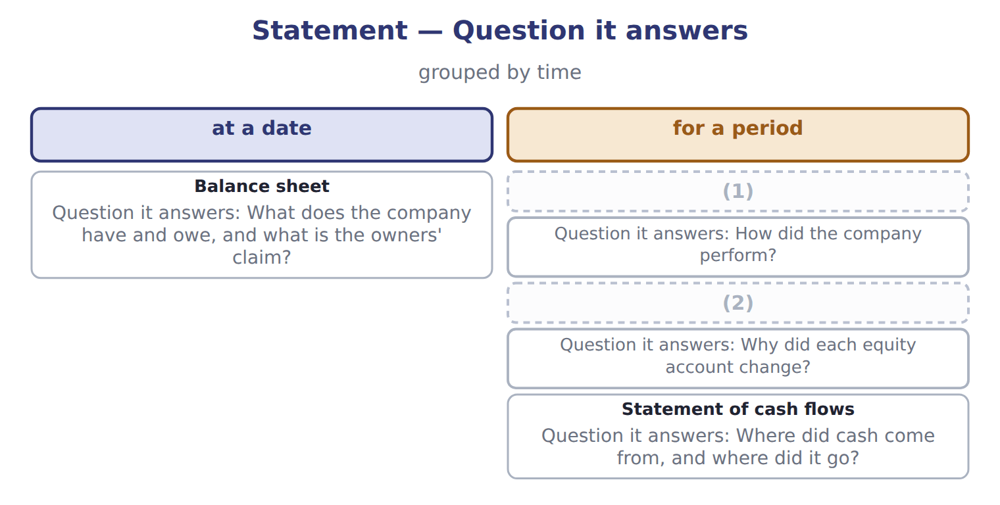 Statement — Question it answers
grouped by time
at a date
Balance sheet
Question it answers: What does the company
have and owe, and what is the owners'
claim?
for a period
(1)
Question it answers: How did the company
perform?
(2)
Question it answers: Why did each equity
account change?
Statement of cash flows
Question it answers: Where did cash come
from, and where did it go?